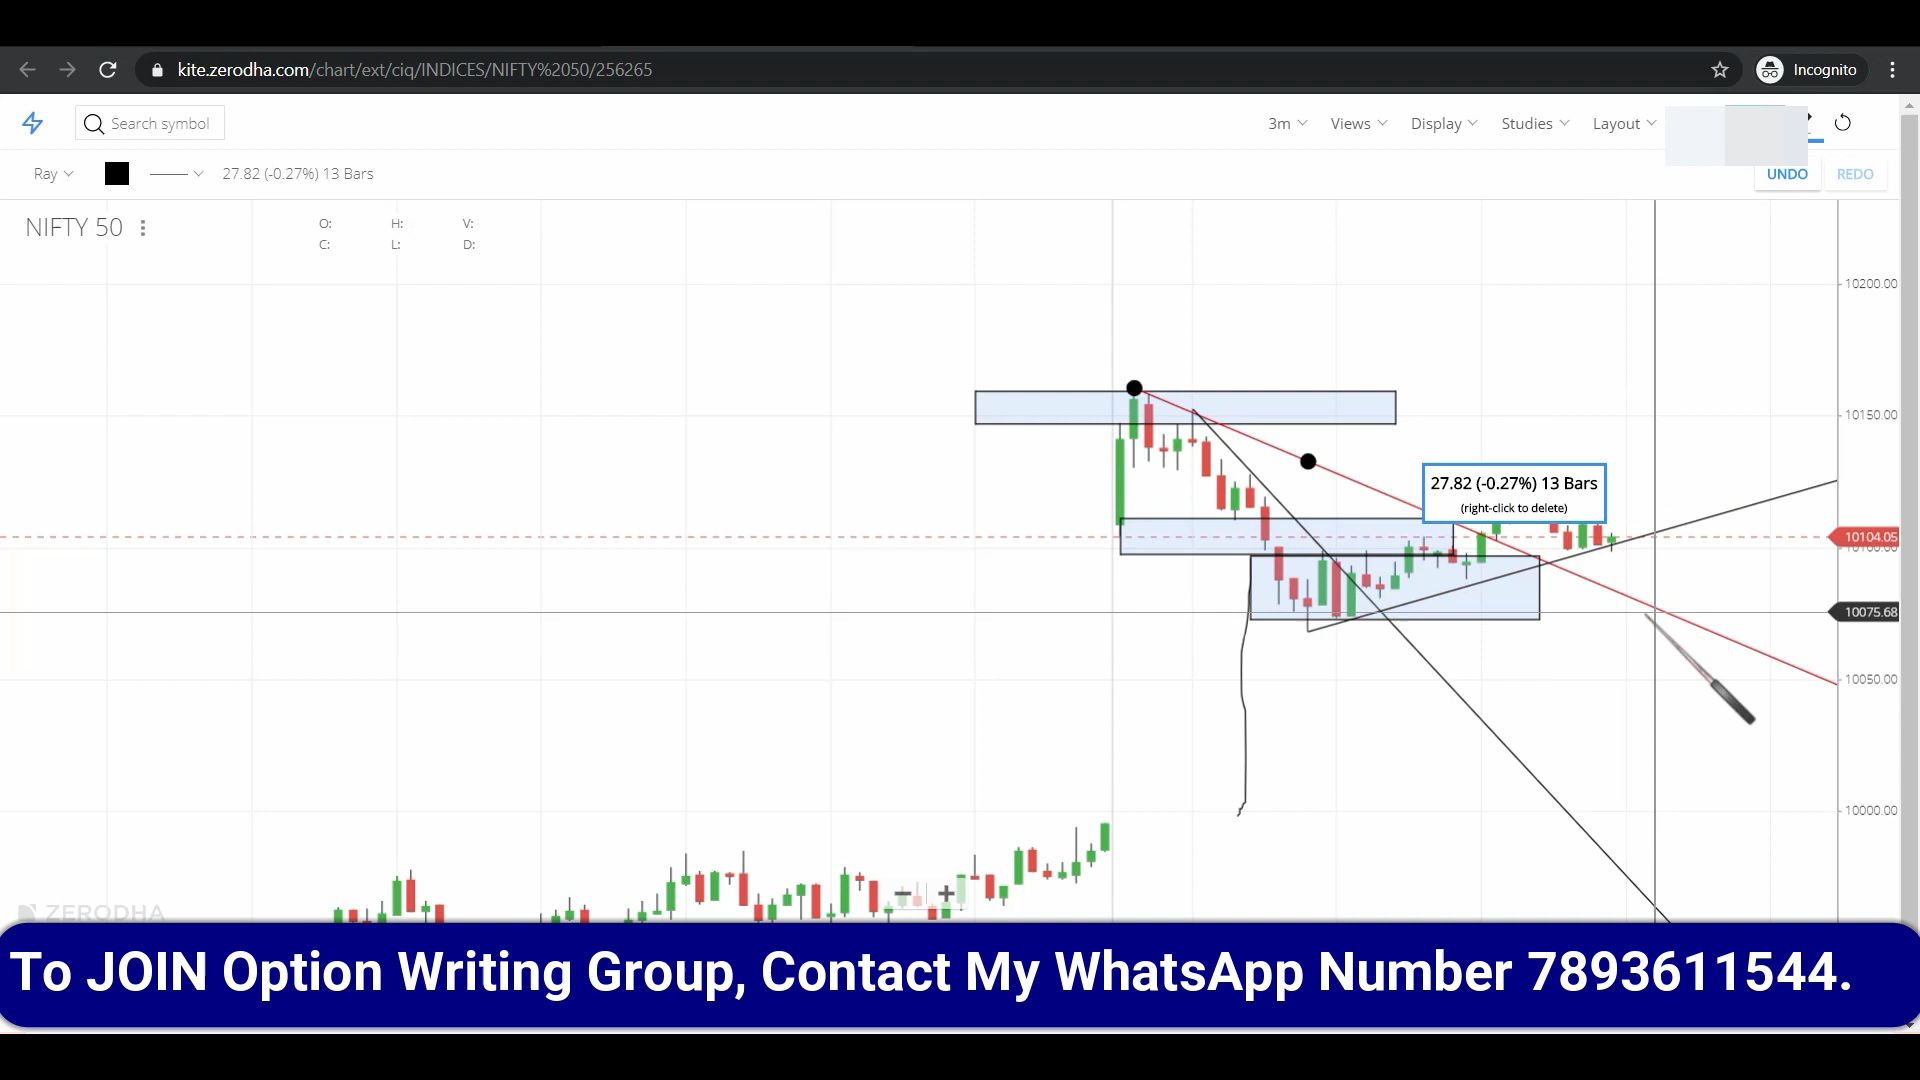 kite.zerodha.com/chart/ext/ciq/INDICES/NIFTY%2050/256265
Incognito
Search symbol
3m
Views
Display
Studies
Layout
Ray
27.82 (-0.27%) 13 Bars
UNDO
REDO
NIFTY 50
O:
H:
V:
C:
L:
D:
10200.00
10150.00
27.82 (-0.27%) 13 Bars
(right-click to delete)
10104.05
10100.00
10075.68
10050.00
10000.00
ZERODHA
To JOIN Option Writing Group, Contact My WhatsApp Number 7893611544.